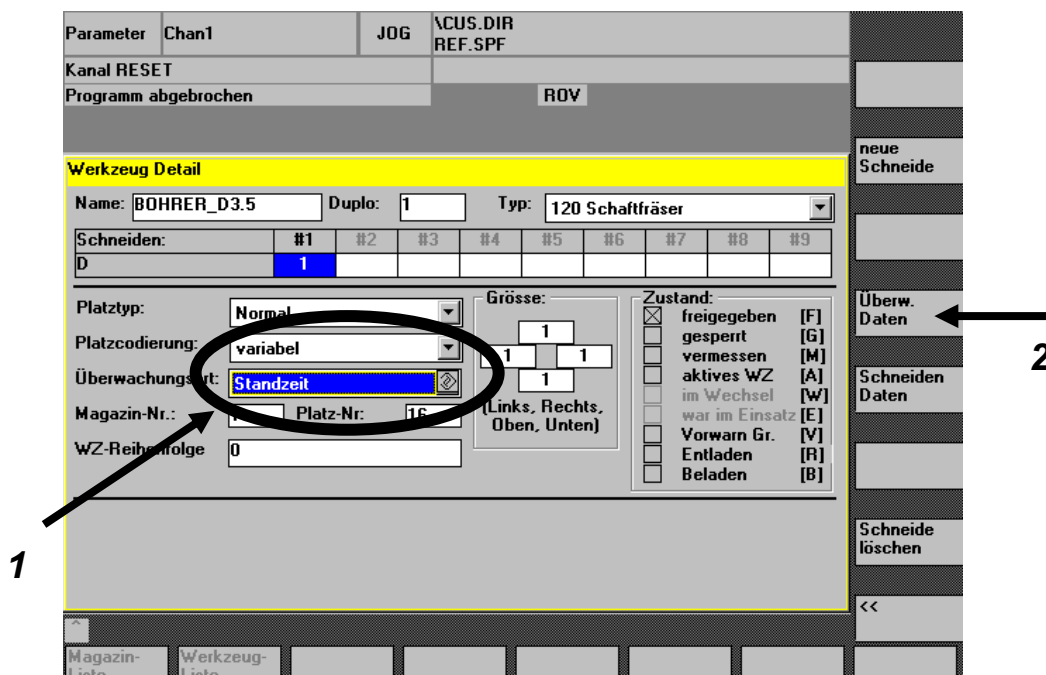 Parameter Chan1 JOG \CUS.DIR
REF.SPF
Kanal RESET
Programm abgebrochen ROV
neue
Schneide
Werkzeug Detail
Name: BOHRER_D3.5 Duplo: 1 Typ: 120 Schaftfräser
Schneiden: #1 #2 #3 #4 #5 #6 #7 #8 #9
D 1
Platztyp: Normal
Platzcodierung: variabel
Überwachungsart: Standzeit
Magazin-Nr.: Platz-Nr: 16
WZ-Reihenfolge 0
Grösse:
1
1 1
1
(Links, Rechts,
Oben, Unten)
Zustand:
freigegeben [F]
gesperrt [G]
vermessen [M]
aktives WZ [A]
im Wechsel [W]
war im Einsatz [E]
Vorwarn Gr. [V]
Entladen [R]
Beladen [B]
Überw.
Daten
2
Schneiden
Daten
1
Schneide
löschen
<<
^
Magazin-
Liste
Werkzeug-
Liste